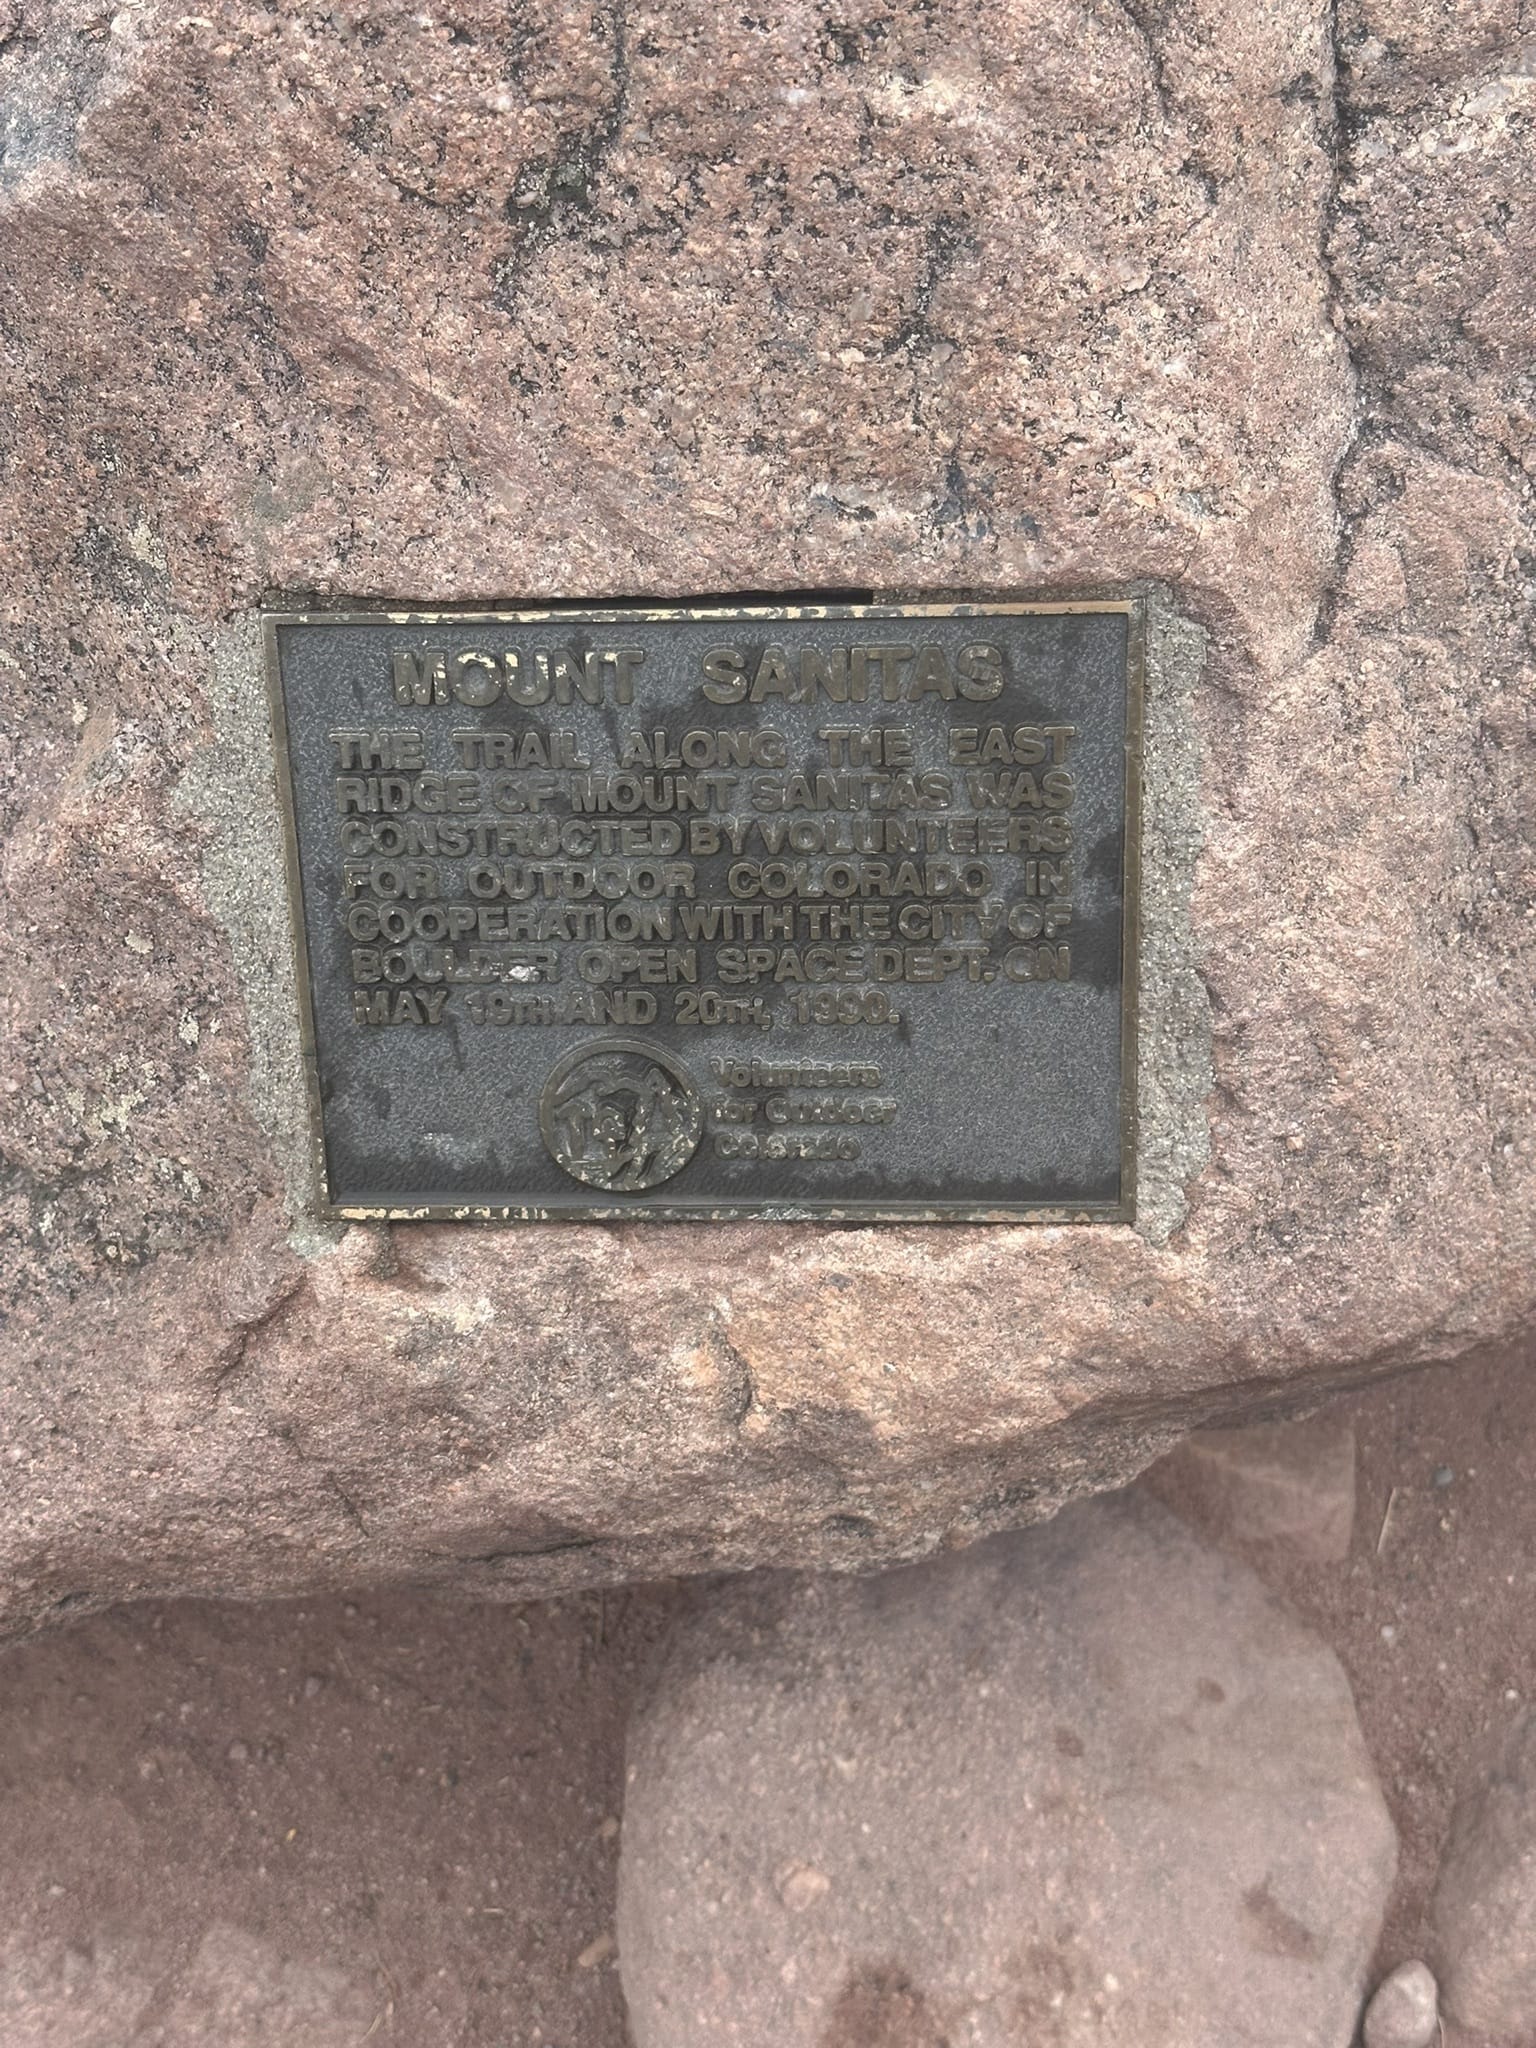 MOUNT SANITAS
THE TRAIL ALONG THE EAST
RIDGE OF MOUNT SANITAS WAS
CONSTRUCTED BY VOLUNTEERS
FOR OUTDOOR COLORADO IN
COOPERATION WITH THE CITY OF
BOULDER OPEN SPACE DEPT. ON
MAY 19TH AND 20TH, 1990.
Volunteers
for Outdoor
Colorado